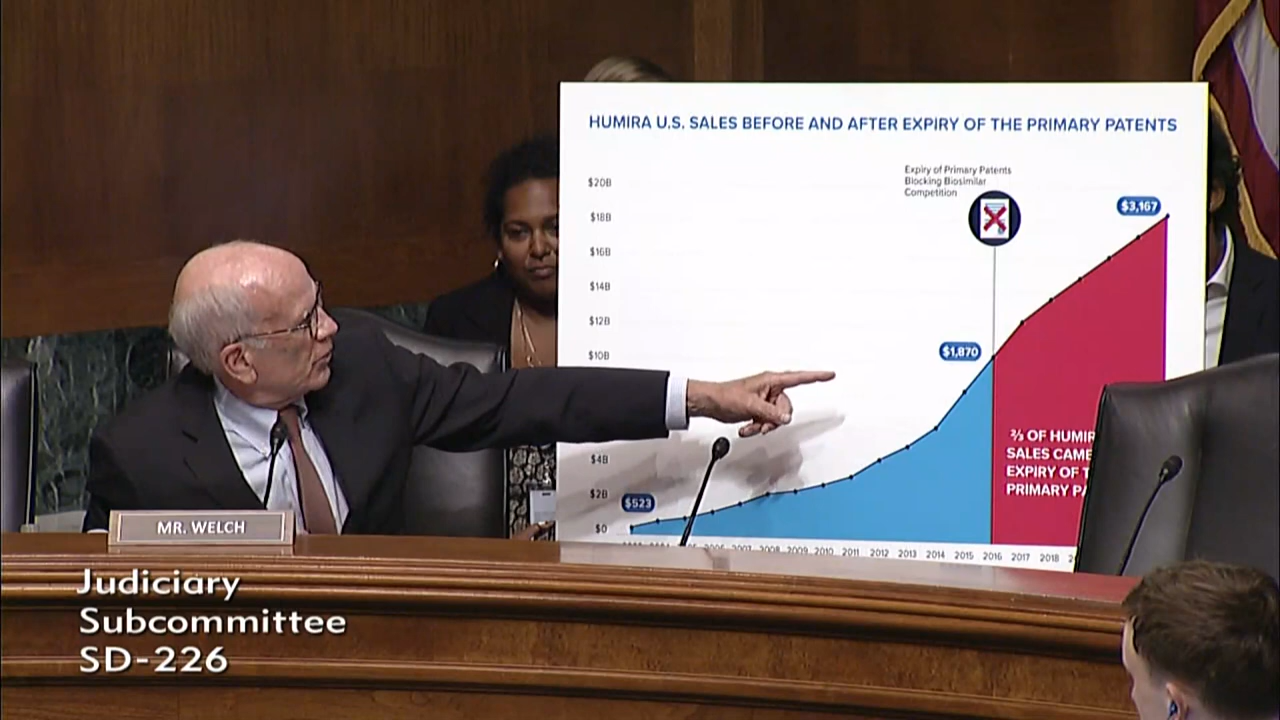 HUMIRA U.S. SALES BEFORE AND AFTER EXPIRY OF THE PRIMARY PATENTS
Expiry of Primary Patents
Blocking Biosimilar
Competition
$20B
$18B
$16B
$14B
$12B
$10B
$4B
$2B
$0
$3,167
$1,870
$523
⅔ OF HUMIR
SALES CAME
EXPIRY OF T
PRIMARY PA
2007 2008 2009 2010 2011 2012 2013 2014 2015 2016 2017 2018
MR. WELCH
Judiciary
Subcommittee
SD-226